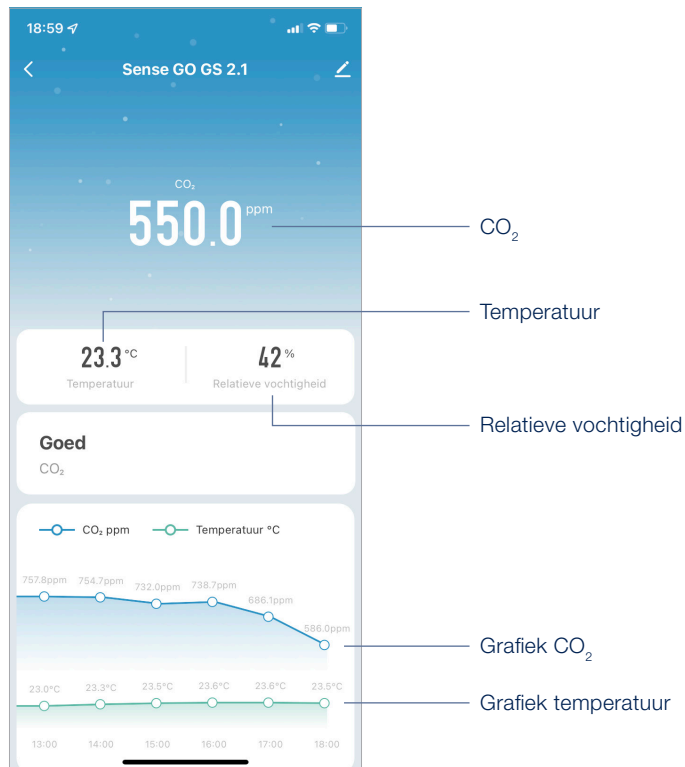 18:59
Sense GO GS 2.1
CO₂
550.0 ppm
CO₂
Temperatuur
23.3 °C
42 %
Temperatuur
Relatieve vochtigheid
Relatieve vochtigheid
Goed
CO₂
CO₂ ppm
Temperatuur °C
757.8ppm 754.7ppm 732.0ppm 738.7ppm 686.1ppm 586.0ppm
Grafiek CO₂
23.0°C 23.3°C 23.5°C 23.6°C 23.6°C 23.5°C
Grafiek temperatuur
13:00 14:00 15:00 16:00 17:00 18:00